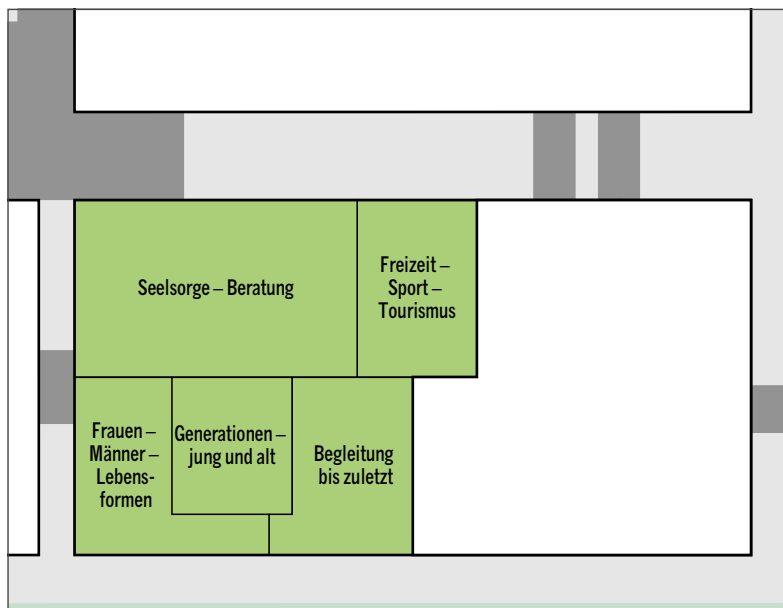 Seelsorge – Beratung
Freizeit –
Sport –
Tourismus
Frauen –
Männer –
Lebens-
formen
Generationen –
jung und alt
Begleitung
bis zuletzt